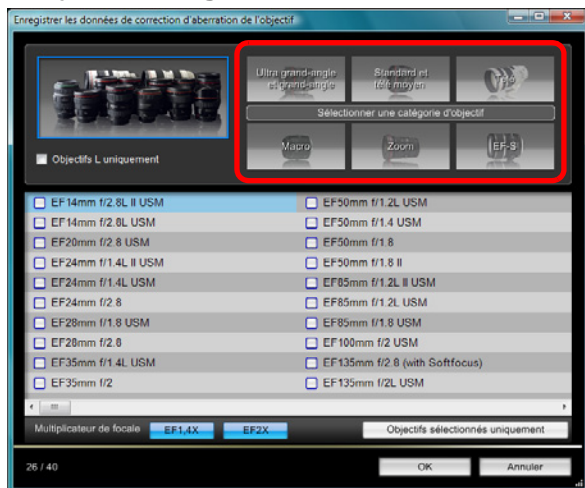 Enregistrer les données de correction d'aberration de l'objectif
Ultra grand-angle et grand-angle
Standard et télé moyen
Télé
Sélectionner une catégorie d'objectif
Macro
Zoom
EF-S
Objectifs L uniquement
EF14mm f/2.8L II USM
EF14mm f/2.8L USM
EF20mm f/2.8 USM
EF24mm f/1.4L II USM
EF24mm f/1.4L USM
EF24mm f/2.8
EF28mm f/1.8 USM
EF28mm f/2.8
EF35mm f/1.4L USM
EF35mm f/2
EF50mm f/1.2L USM
EF50mm f/1.4 USM
EF50mm f/1.8
EF50mm f/1.8 II
EF85mm f/1.2L II USM
EF85mm f/1.2L USM
EF85mm f/1.8 USM
EF100mm f/2 USM
EF135mm f/2.8 (with Softfocus)
EF135mm f/2L USM
Multiplicateur de focale
EF1,4X
EF2X
Objectifs sélectionnés uniquement
26 / 40
OK
Annuler